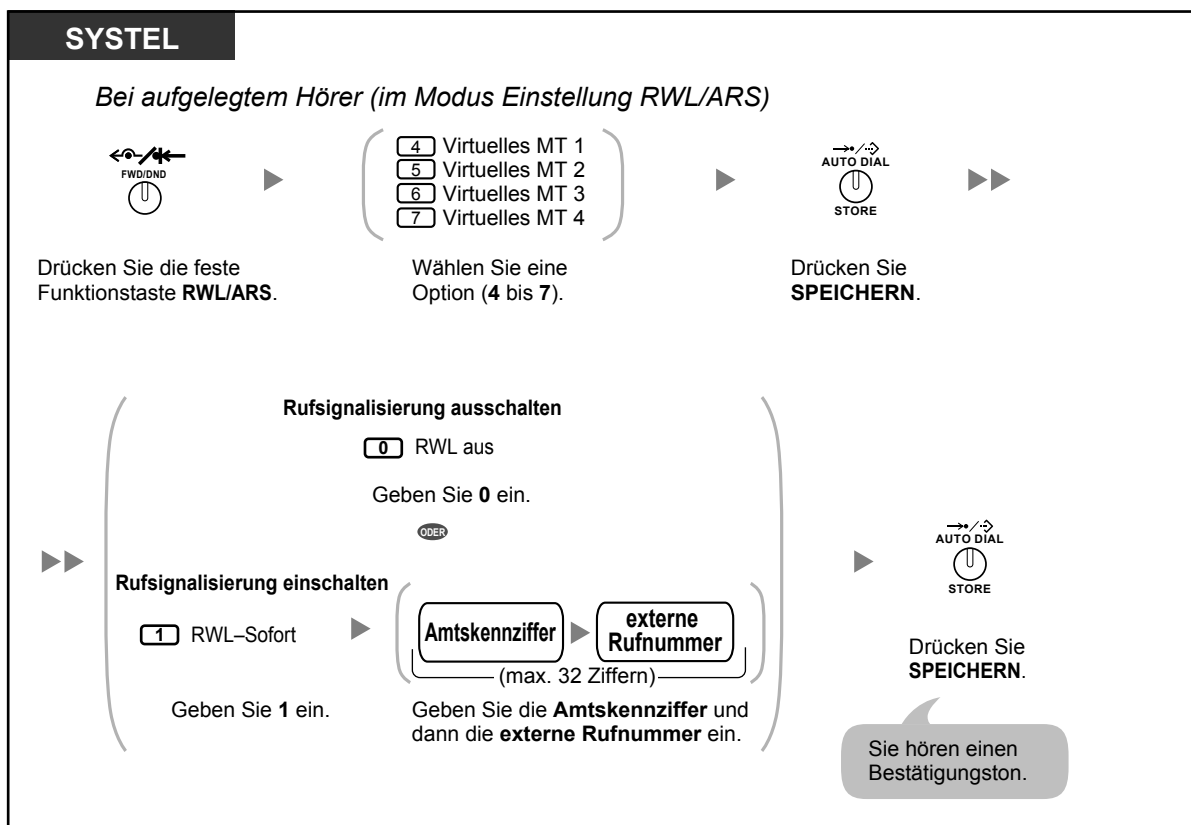 SYSTEL
Bei aufgelegtem Hörer (im Modus Einstellung RWL/ARS)
FWD/DND
4 Virtuelles MT 1
5 Virtuelles MT 2
6 Virtuelles MT 3
7 Virtuelles MT 4
AUTO DIAL
STORE
Drücken Sie die feste
Funktionstaste RWL/ARS.
Wählen Sie eine
Option (4 bis 7).
Drücken Sie
SPEICHERN.
Rufsignalisierung ausschalten
0 RWL aus
Geben Sie 0 ein.
ODER
Rufsignalisierung einschalten
1 RWL–Sofort
Geben Sie 1 ein.
Amtskennziffer
externe
Rufnummer
(max. 32 Ziffern)
Geben Sie die Amtskennziffer und
dann die externe Rufnummer ein.
AUTO DIAL
STORE
Drücken Sie
SPEICHERN.
Sie hören einen
Bestätigungston.